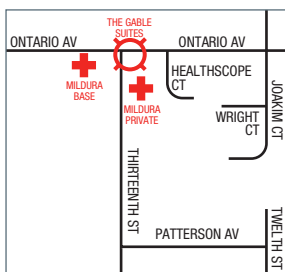 THE GABLE
SUITES
ONTARIO AV
ONTARIO AV
MILDURA
BASE
MILDURA
PRIVATE
HEALTHSCOPE
CT
WRIGHT
CT
JOAKIM CT
THIRTEENTH ST
PATTERSON AV
TWELTH ST